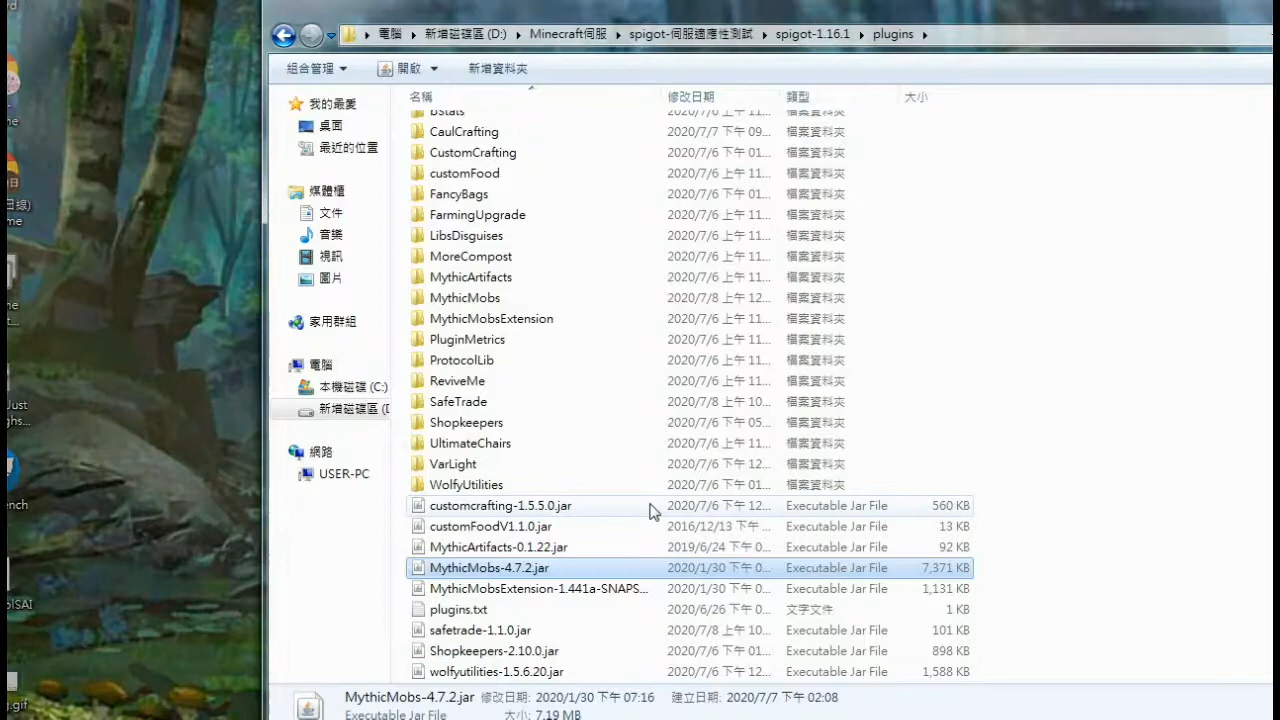 電腦 新增磁碟區 (D:) Minecraft伺服 spigot-伺服適應性測試 spigot-1.16.1 plugins
組合管理 開啟 新增資料夾
名稱 修改日期 類型 大小
我的最愛
桌面
最近的位置
媒體櫃
文件
音樂
視訊
圖片
家用群組
電腦
本機磁碟 (C:)
新增磁碟區 (D
網路
USER-PC
bStats 2020/7/6 下午 11... 檔案資料夾
CaulCrafting 2020/7/7 下午 09... 檔案資料夾
CustomCrafting 2020/7/6 下午 01... 檔案資料夾
customFood 2020/7/6 上午 11... 檔案資料夾
FancyBags 2020/7/6 下午 01... 檔案資料夾
FarmingUpgrade 2020/7/6 上午 11... 檔案資料夾
LibsDisguises 2020/7/6 上午 11... 檔案資料夾
MoreCompost 2020/7/6 上午 11... 檔案資料夾
MythicArtifacts 2020/7/6 上午 11... 檔案資料夾
MythicMobs 2020/7/8 上午 12... 檔案資料夾
MythicMobsExtension 2020/7/6 上午 11... 檔案資料夾
PluginMetrics 2020/7/6 上午 11... 檔案資料夾
ProtocolLib 2020/7/6 上午 11... 檔案資料夾
ReviveMe 2020/7/6 上午 11... 檔案資料夾
SafeTrade 2020/7/8 上午 10... 檔案資料夾
Shopkeepers 2020/7/6 下午 05... 檔案資料夾
UltimateChairs 2020/7/6 上午 11... 檔案資料夾
VarLight 2020/7/6 下午 12... 檔案資料夾
WolfyUtilities 2020/7/6 下午 01... 檔案資料夾
customcrafting-1.5.5.0.jar 2020/7/6 下午 12... Executable Jar File 560 KB
customFoodV1.1.0.jar 2016/12/13 下午 ... Executable Jar File 13 KB
MythicArtifacts-0.1.22.jar 2019/6/24 下午 0... Executable Jar File 92 KB
MythicMobs-4.7.2.jar 2020/1/30 下午 0... Executable Jar File 7,371 KB
MythicMobsExtension-1.441a-SNAPS... 2020/1/30 下午 0... Executable Jar File 1,131 KB
plugins.txt 2020/6/26 下午 0... 文字文件 1 KB
safetrade-1.1.0.jar 2020/7/8 上午 10... Executable Jar File 101 KB
Shopkeepers-2.10.0.jar 2020/7/6 下午 01... Executable Jar File 898 KB
wolfyutilities-1.5.6.20.jar 2020/7/6 下午 12... Executable Jar File 1,588 KB
MythicMobs-4.7.2.jar 修改日期: 2020/1/30 下午 07:16 建立日期: 2020/7/7 下午 02:08
Executable Jar File 大小: 7.19 MB